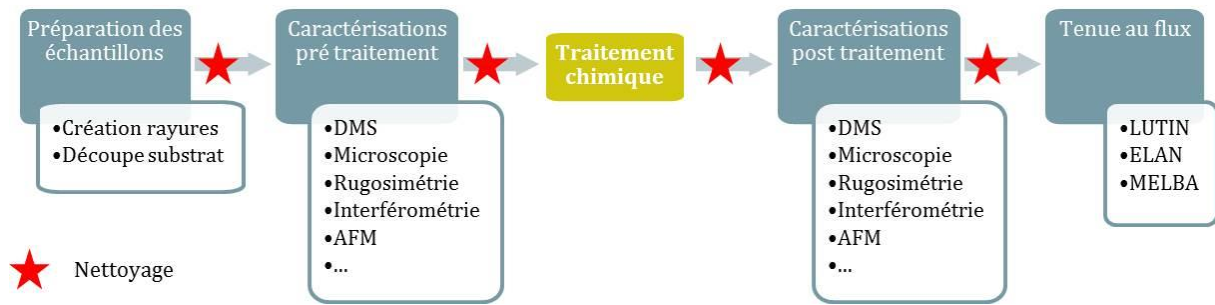 Préparation des
échantillons
•Création rayures
•Découpe substrat
Caractérisations
pré traitement
•DMS
•Microscopie
•Rugosimétrie
•Interférométrie
•AFM
•...
Traitement
chimique
Caractérisations
post traitement
•DMS
•Microscopie
•Rugosimétrie
•Interférométrie
•AFM
•...
Tenue au flux
•LUTIN
•ELAN
•MELBA
Nettoyage